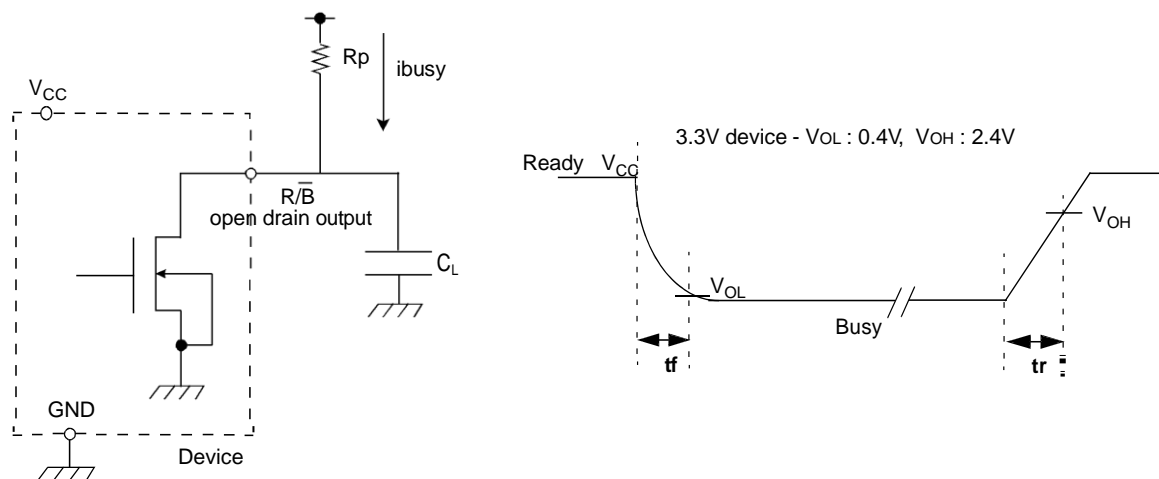 Rp
ibusy
VCC
3.3V device - VOL : 0.4V, VOH : 2.4V
Ready VCC
R/B̅
open drain output
VOH
CL
VOL
Busy
tf
tr
GND
Device